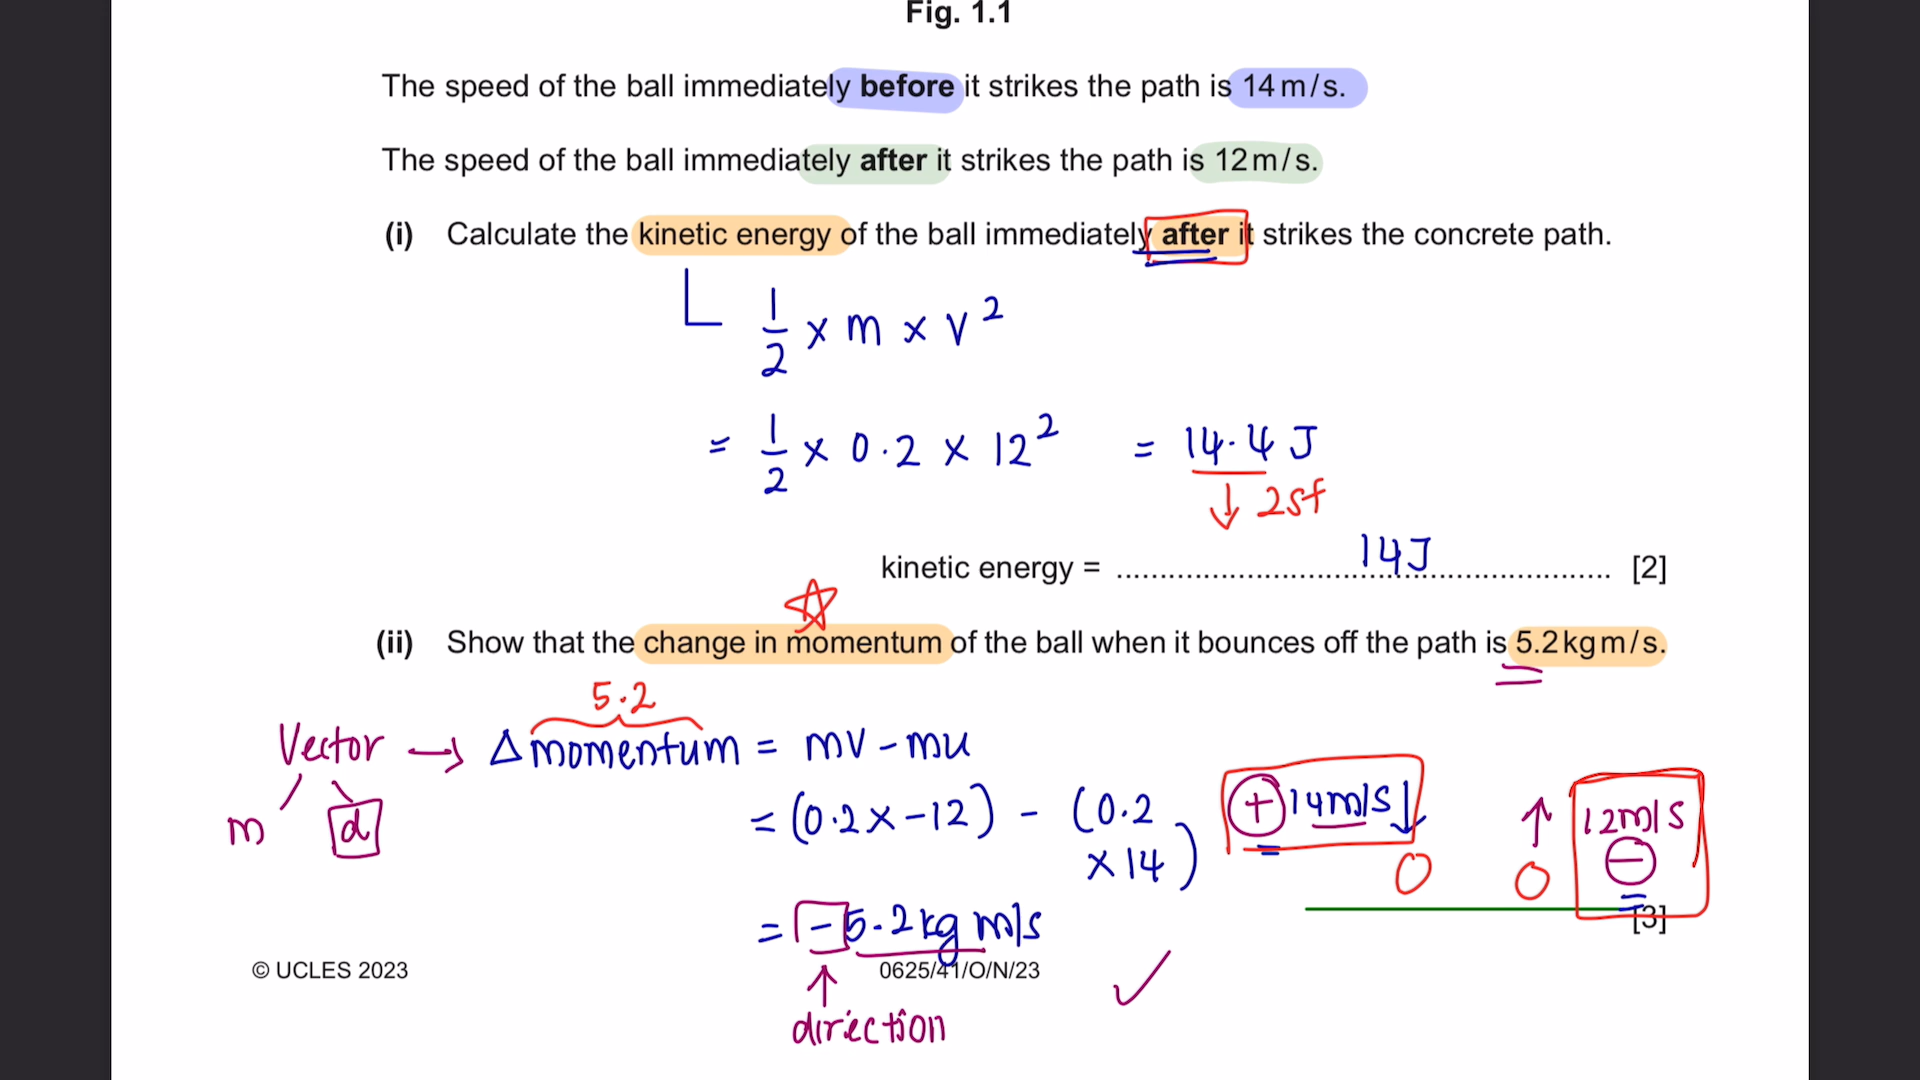 Fig. 1.1
The speed of the ball immediately before it strikes the path is 14 m/s.
The speed of the ball immediately after it strikes the path is 12 m/s.
(i) Calculate the kinetic energy of the ball immediately after it strikes the concrete path.
1/2 × m × v²
= 1/2 × 0.2 × 12² = 14.4 J
↓ 2sf
14J
kinetic energy = ............................................................ [2]
(ii) Show that the change in momentum of the ball when it bounces off the path is 5.2 kg m/s.
5.2
Vector → Δmomentum = mv - mu
m d
= (0.2 × -12) - (0.2 × 14)
+ 14m/s ↓
↑ 12m/s
−
= -5.2 kg m/s
[3]
© UCLES 2023 0625/41/O/N/23
↑
direction